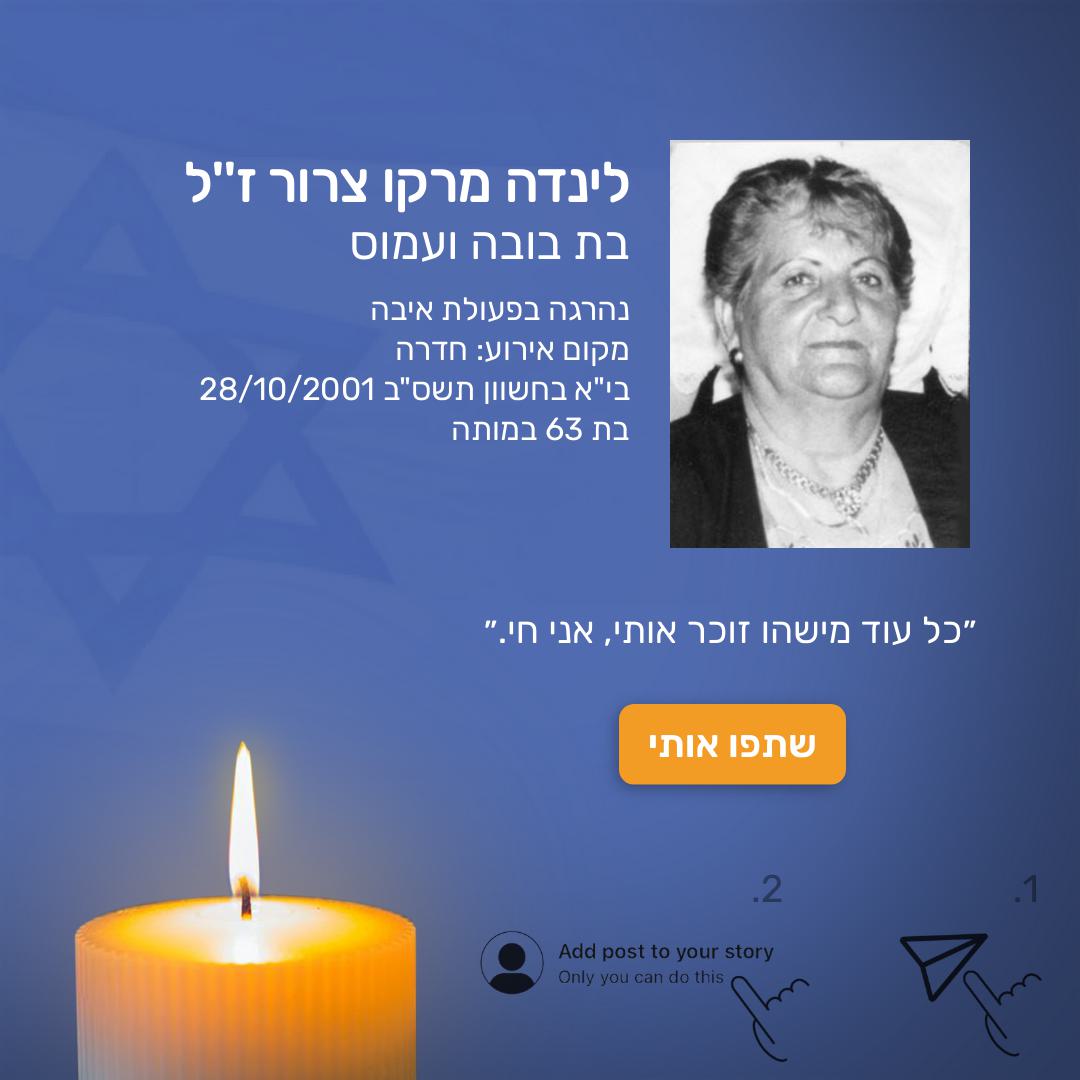 לינדה מרקו צרור ז"ל
בת בובה ועמוס
נהרגה בפעולת איבה
מקום אירוע: חדרה
בי"א בחשוון תשס"ב 28/10/2001
בת 63 במותה
״כל עוד מישהו זוכר אותי, אני חי.״
שתפו אותי
1.
2.
Add post to your story
Only you can do this